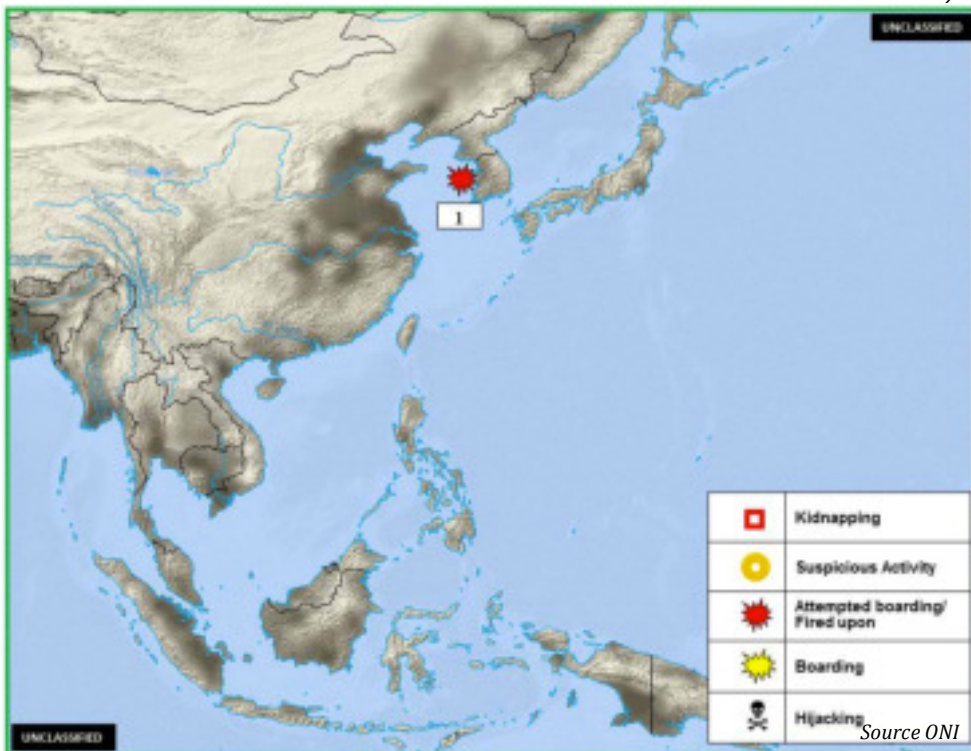 UNCLASSIFIED
1
Kidnapping
Suspicious Activity
Attempted boarding/
Fired upon
Boarding
Hijacking
Source ONI
UNCLASSIFIED